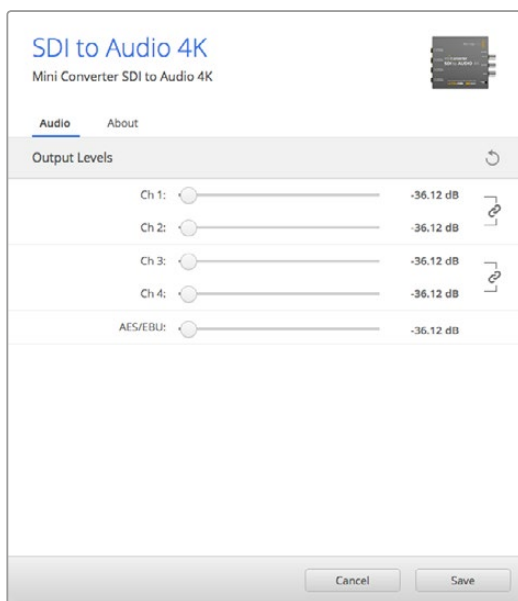 SDI to Audio 4K
Mini Converter SDI to Audio 4K
Audio About
Output Levels
Ch 1: -36.12 dB
Ch 2: -36.12 dB
Ch 3: -36.12 dB
Ch 4: -36.12 dB
AES/EBU: -36.12 dB
Cancel Save